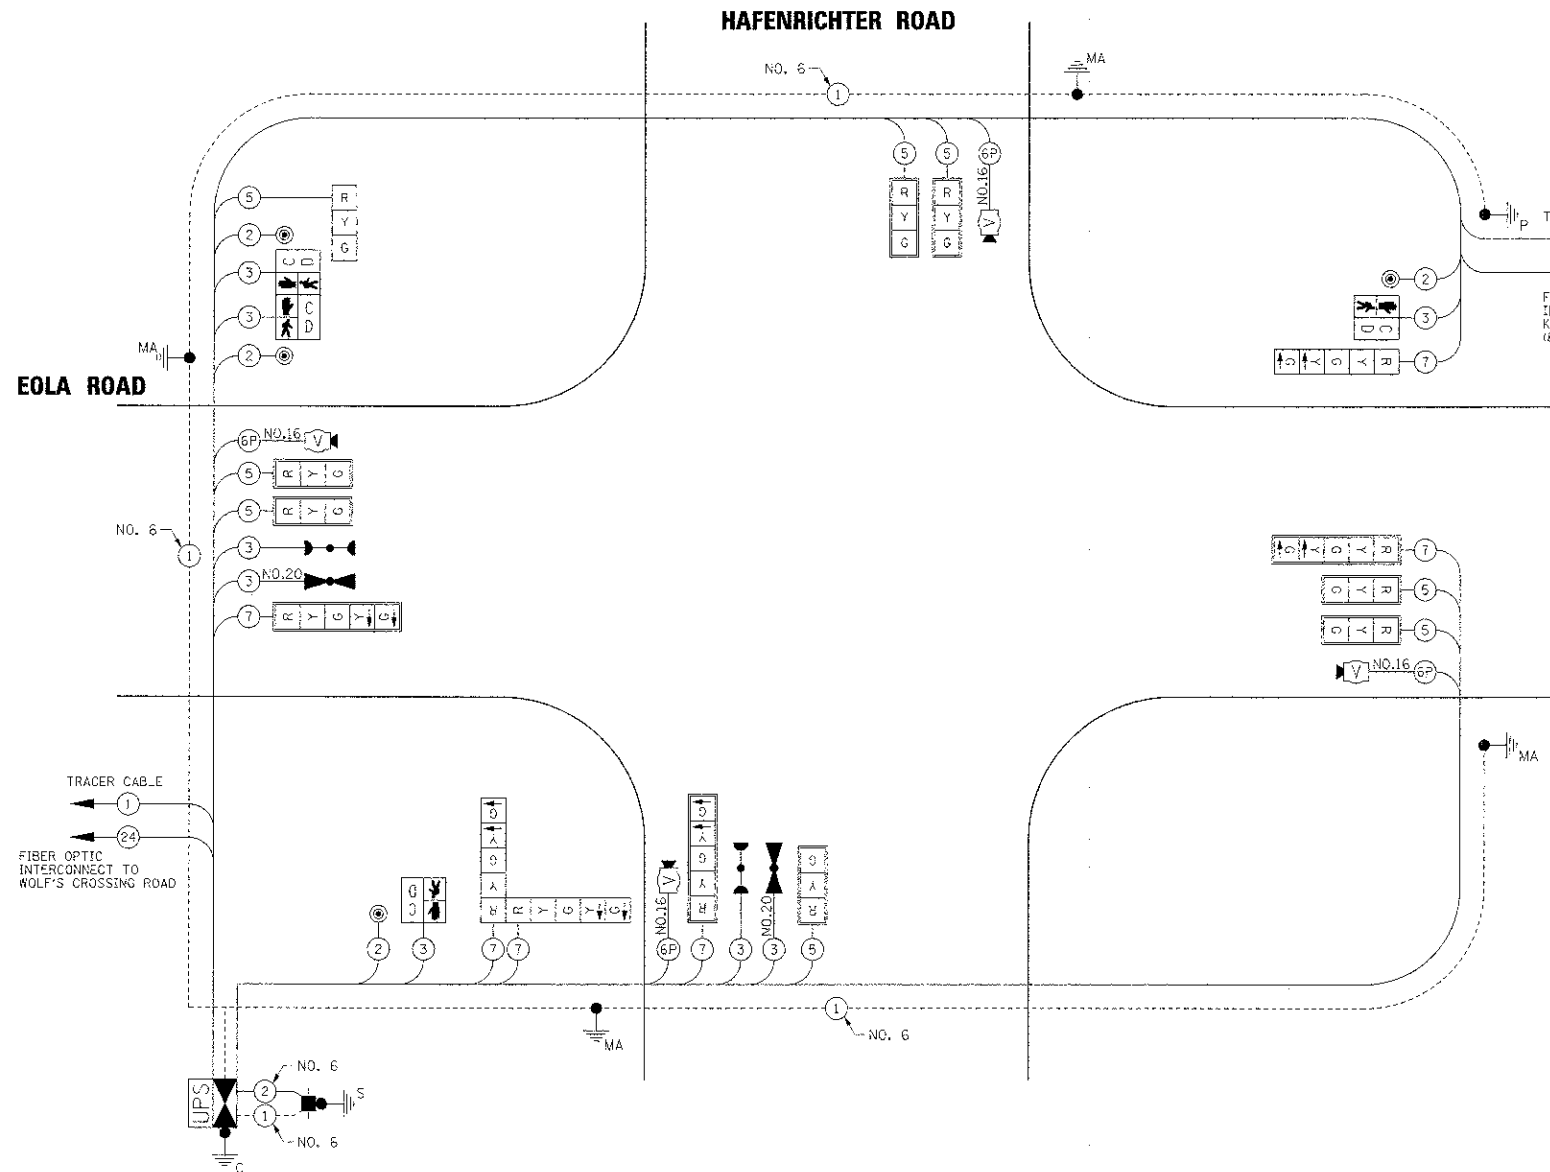 HAFENRICHTER ROAD
NO. 6
1
MA
5
5
6P
NO.16
R
Y
G
R
Y
G
V
5
R
Y
G
2
3
C D
3
C
D
2
MA
P
T
2
3
C D
7
R Y G Y G
F
I
K
EOLA ROAD
6P NO.16 V
5 R Y G
5 R Y G
NO. 6
1
3
3 NO.20
7 R Y G Y G
G Y G Y R 7
G Y R 5
G Y R 5
V NO.16 6P
MA
TRACER CABLE
1
24
FIBER OPTIC
INTERCONNECT TO
WOLF'S CROSSING ROAD
G
Y
G
Y
R
R Y G Y G
D
C
2
3
7
7
V
NO.16
6P
G
Y
G
Y
R
7
3
NO.20
3
G
Y
R
5
MA
1
NO. 6
UPS
NO. 6
2
S
1
NO. 6
C